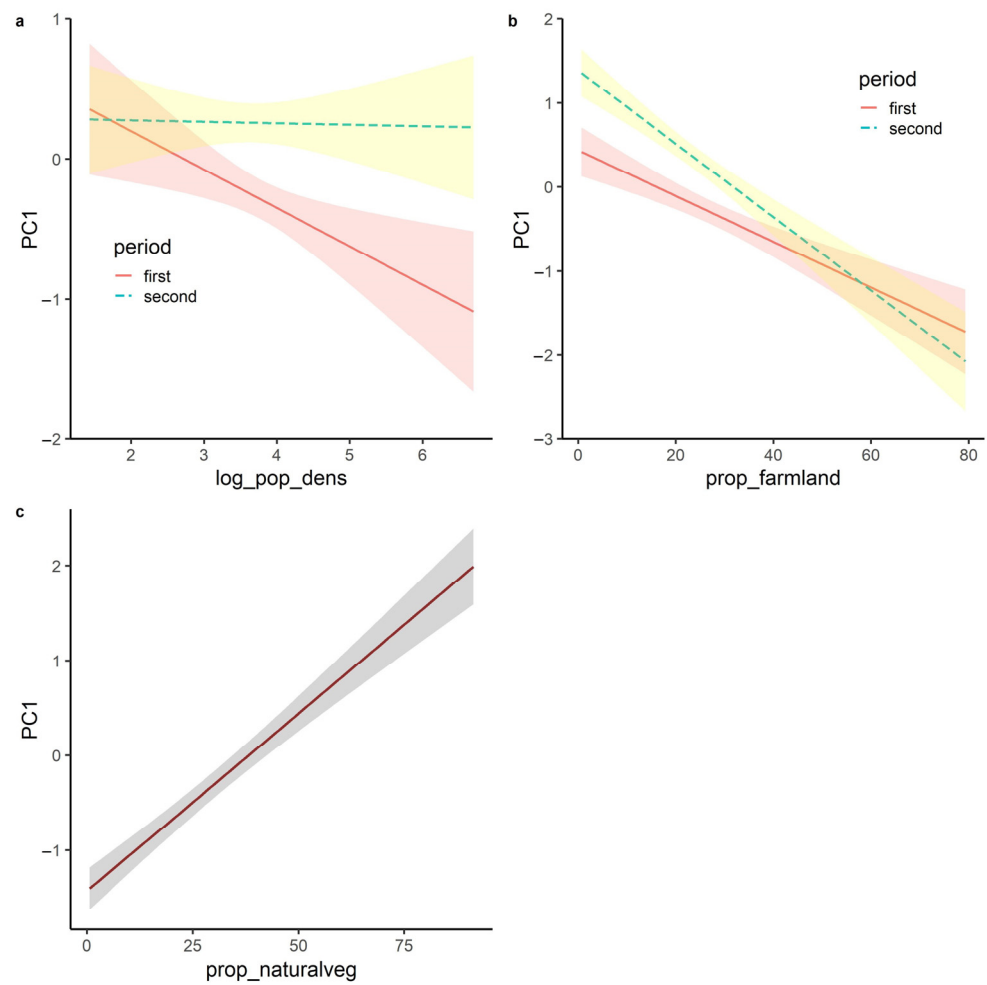 a
1
0
−1
−2
PC1
2 3 4 5 6
log_pop_dens
period
first
second
b
2
1
0
−1
−2
−3
PC1
0 20 40 60 80
prop_farmland
period
first
second
c
2
1
0
−1
PC1
0 25 50 75
prop_naturalveg